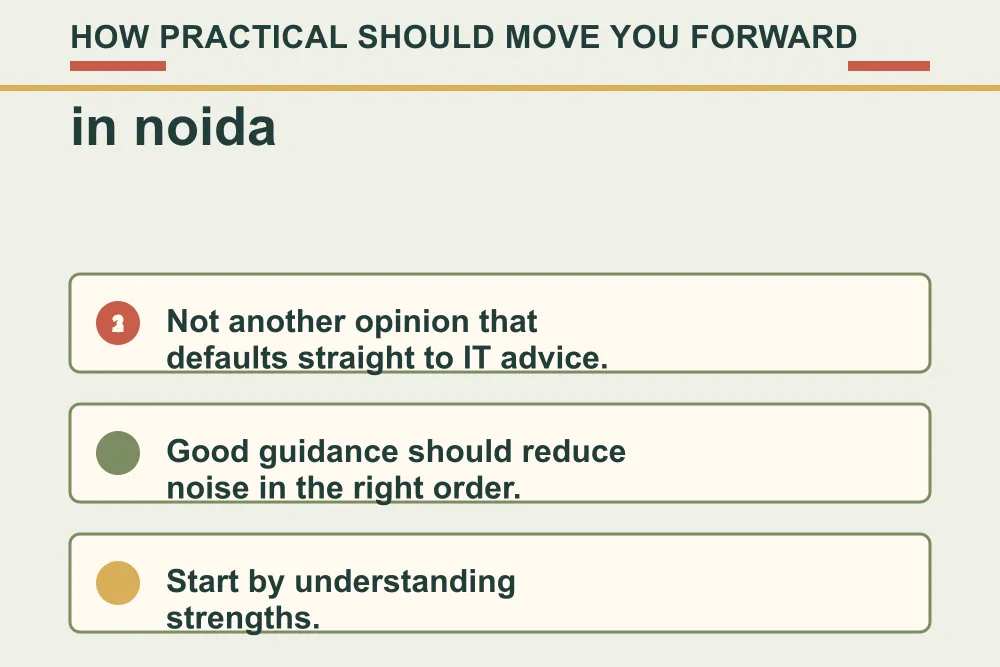 HOW PRACTICAL SHOULD MOVE YOU FORWARD
in noida
Not another opinion that
defaults straight to IT advice.
Good guidance should reduce
noise in the right order.
Start by understanding
strengths.